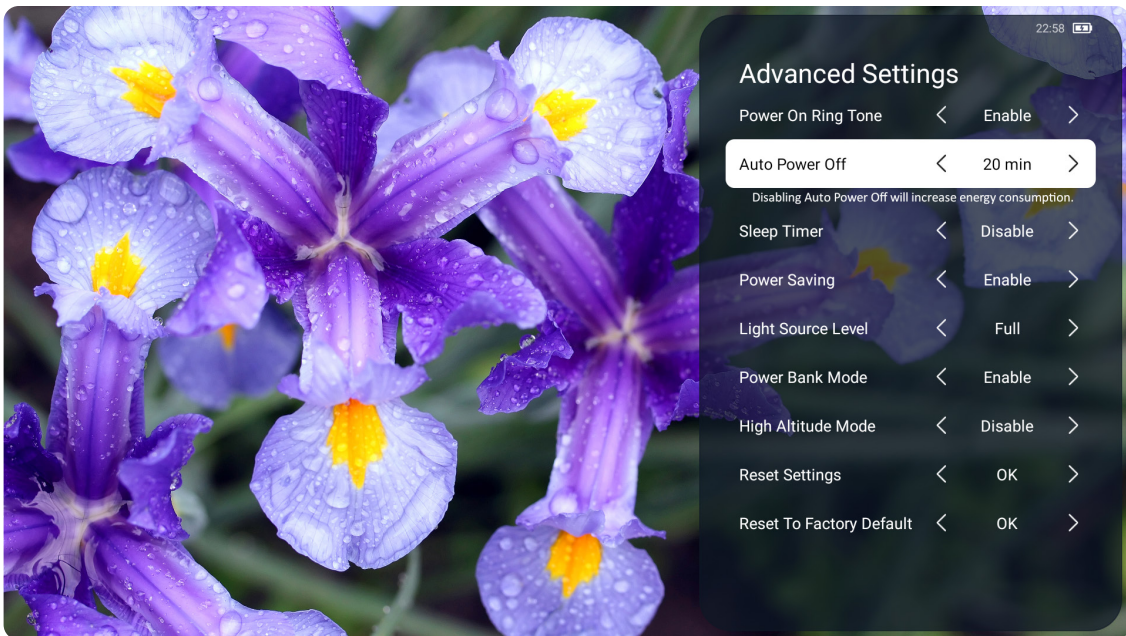 22:58
Advanced Settings
Power On Ring Tone < Enable >
Auto Power Off < 20 min >
Disabling Auto Power Off will increase energy consumption.
Sleep Timer < Disable >
Power Saving < Enable >
Light Source Level < Full >
Power Bank Mode < Enable >
High Altitude Mode < Disable >
Reset Settings < OK >
Reset To Factory Default < OK >